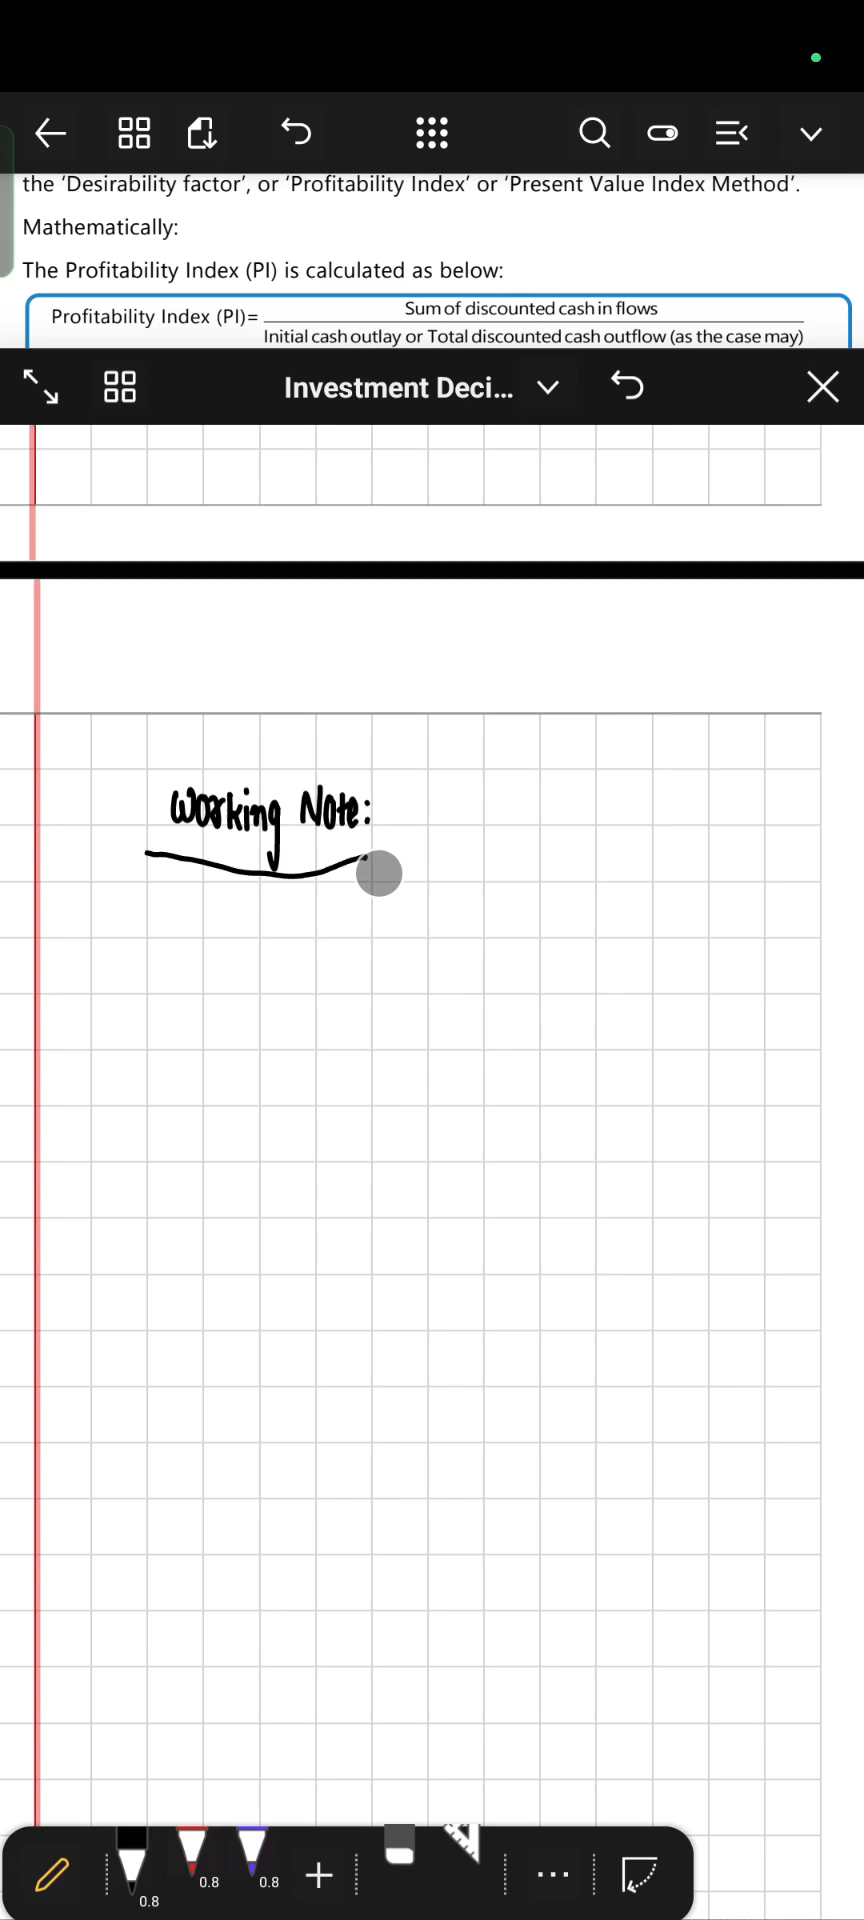 the ‘Desirability factor’, or ‘Profitability Index’ or ‘Present Value Index Method’.
Mathematically:
The Profitability Index (PI) is calculated as below:
Profitability Index (PI)= Sum of discounted cash in flows
Initial cash outlay or Total discounted cash outflow (as the case may)
Investment Deci...
Working Note:
0.8
0.8
0.8